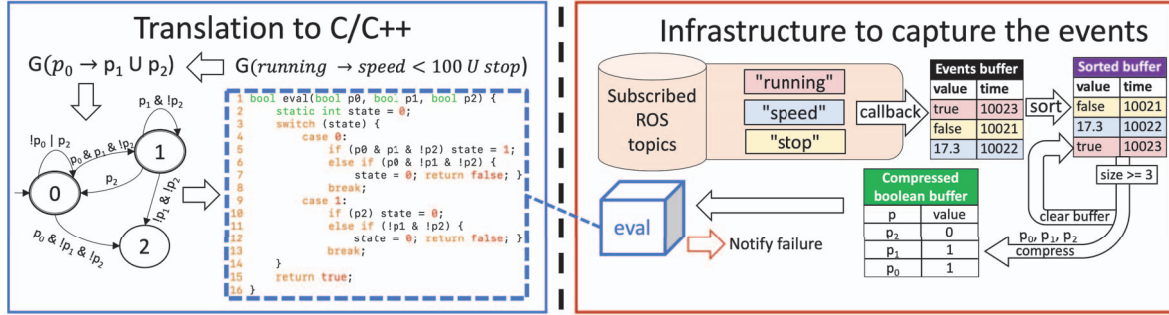 Translation to C/C++
G(p₀ → p₁ U p₂)
G(running → speed < 100 U stop)
p₁ & !p₂
1
!p₀ | p₂
p₀ & p₁ & !p₂
0
p₂
!p₁ & !p₂
p₀ & !p₁ & !p₂
2
1 bool eval(bool p0, bool p1, bool p2) {
2 static int state = 0;
3 switch (state) {
4 case 0:
5 if (p0 & p1 & !p2) state = 1;
6 else if (p0 & !p1 & !p2) {
7 state = 0; return false; }
8 break;
9 case 1:
10 if (p2) state = 0;
11 else if (!p1 & !p2) {
12 state = 0; return false; }
13 break;
14 }
15 return true;
16 }
Infrastructure to capture the events
Subscribed
ROS
topics
"running"
"speed"
"stop"
callback
Events buffer
value time
true 10023
false 10021
17.3 10022
sort
Sorted buffer
value time
false 10021
17.3 10022
true 10023
size >= 3
clear buffer
p₀, p₁, p₂
compress
Compressed
boolean buffer
p value
p₂ 0
p₁ 1
p₀ 1
eval
Notify failure